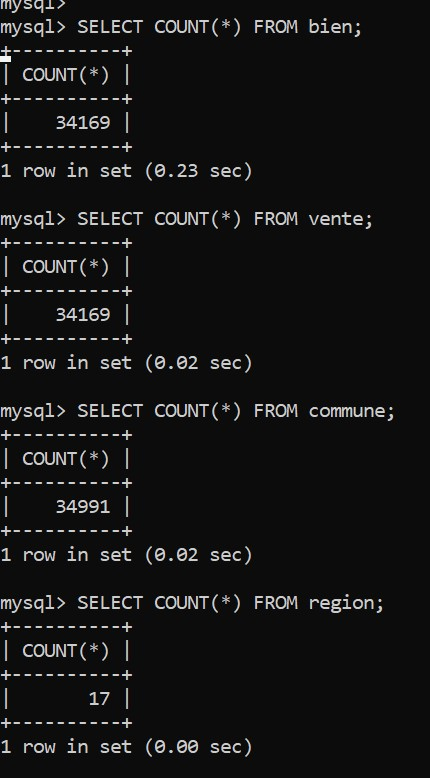 mysql>
mysql> SELECT COUNT(*) FROM bien;
+----------+
| COUNT(*) |
+----------+
|    34169 |
+----------+
1 row in set (0.23 sec)
mysql> SELECT COUNT(*) FROM vente;
+----------+
| COUNT(*) |
+----------+
|    34169 |
+----------+
1 row in set (0.02 sec)
mysql> SELECT COUNT(*) FROM commune;
+----------+
| COUNT(*) |
+----------+
|    34991 |
+----------+
1 row in set (0.02 sec)
mysql> SELECT COUNT(*) FROM region;
+----------+
| COUNT(*) |
+----------+
|       17 |
+----------+
1 row in set (0.00 sec)